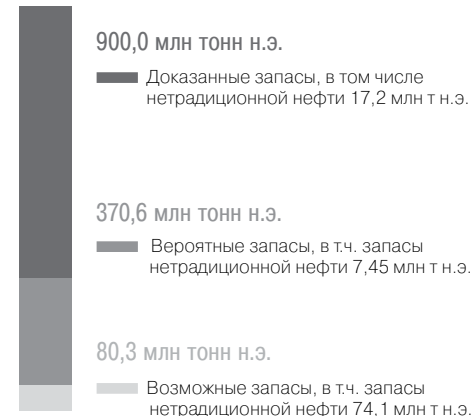 900,0 млн тонн н.э.
Доказанные запасы, в том числе
нетрадиционной нефти 17,2 млн т н.э.
370,6 млн тонн н.э.
Вероятные запасы, в т.ч. запасы
нетрадиционной нефти 7,45 млн т н.э.
80,3 млн тонн н.э.
Возможные запасы, в т.ч. запасы
нетрадиционной нефти 74,1 млн т н.э.